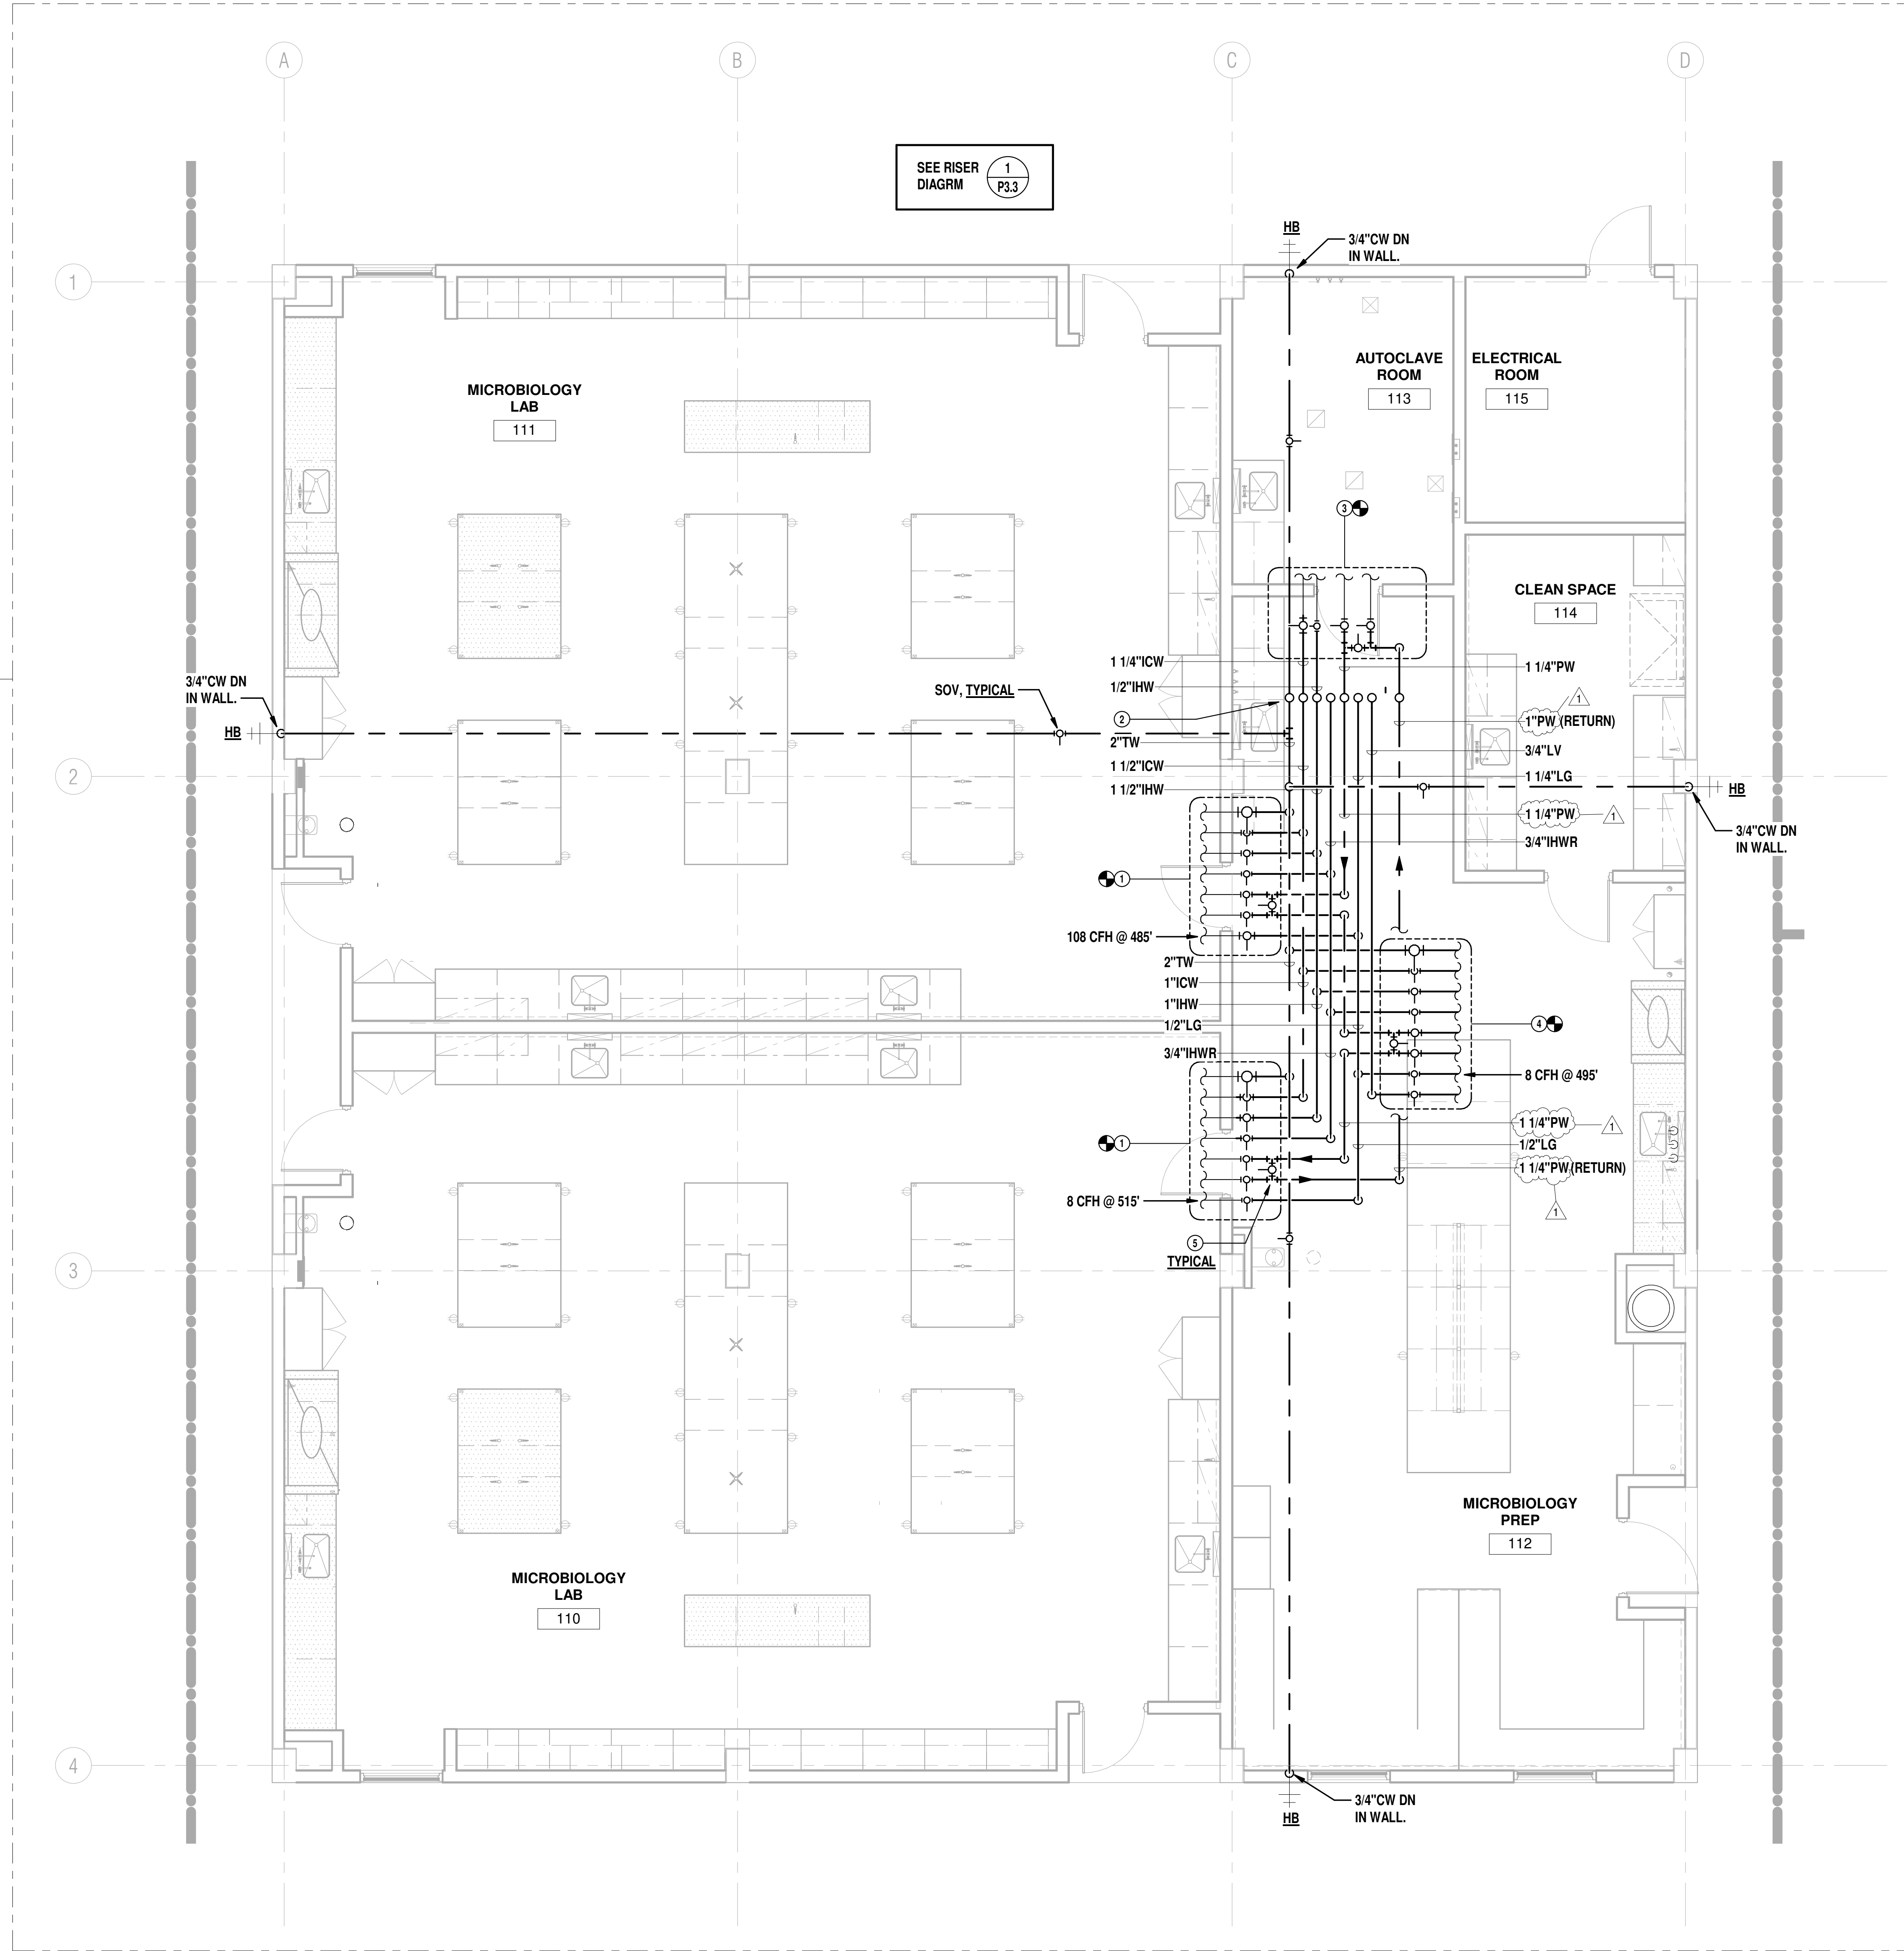 A
B
C
D
SEE RISER
DIAGRM
1
P3.3
HB
3/4"CW DN
IN WALL.
1
MICROBIOLOGY
LAB
111
AUTOCLAVE
ROOM
113
ELECTRICAL
ROOM
115
3
CLEAN SPACE
114
3/4"CW DN
IN WALL.
HB
SOV, TYPICAL
1 1/4"ICW
1/2"IHW
2
2"TW
1 1/2"ICW
1 1/2"IHW
1 1/4"PW
1
1"PW (RETURN)
3/4"LV
1 1/4"LG
1 1/4"PW
1
3/4"IHWR
HB
3/4"CW DN
IN WALL.
2
1
108 CFH @ 485'
2"TW
1"ICW
1"IHW
1/2"LG
3/4"IHWR
4
8 CFH @ 495'
1
8 CFH @ 515'
1 1/4"PW
1
1/2"LG
1 1/4"PW(RETURN)
1
5
TYPICAL
3
MICROBIOLOGY
PREP
112
MICROBIOLOGY
LAB
110
4
3/4"CW DN
IN WALL.
HB